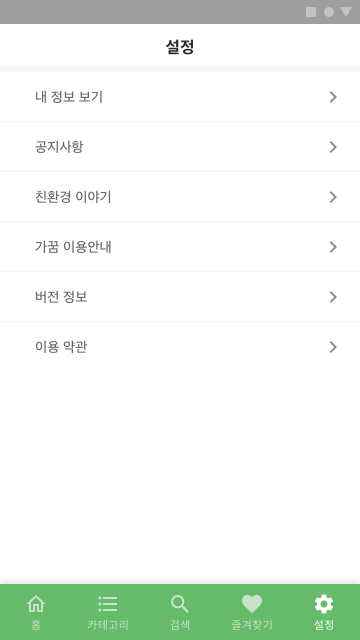 설정
내 정보 보기
공지사항
친환경 이야기
가꿈 이용안내
버전 정보
이용 약관
홈
카테고리
검색
즐겨찾기
설정